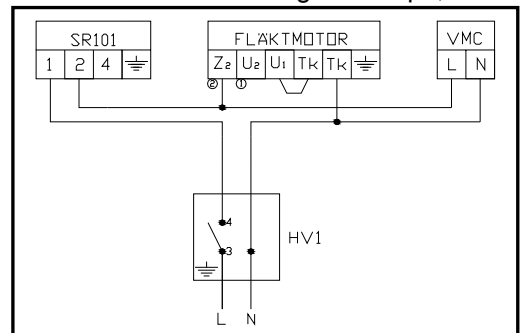 SR101 FLÄKTMOTOR VMC
1 2 4 Z2 U2 U1 TK TK L N
② ①
4
3 HV1
L N